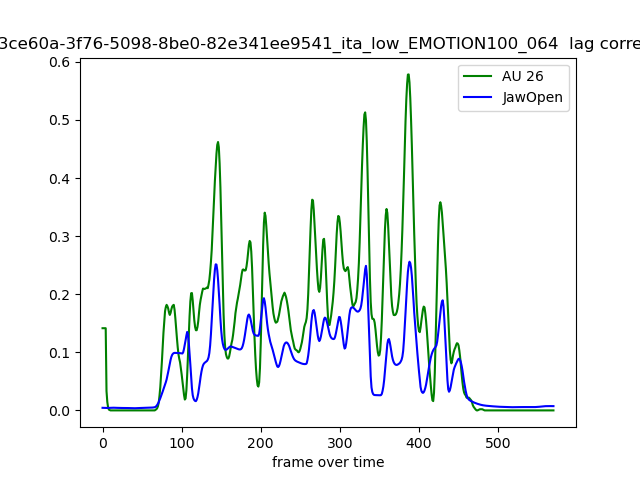 3ce60a-3f76-5098-8be0-82e341ee9541_ita_low_EMOTION100_064 lag corre
AU 26
JawOpen
0.6
0.5
0.4
0.3
0.2
0.1
0.0
0 100 200 300 400 500
frame over time